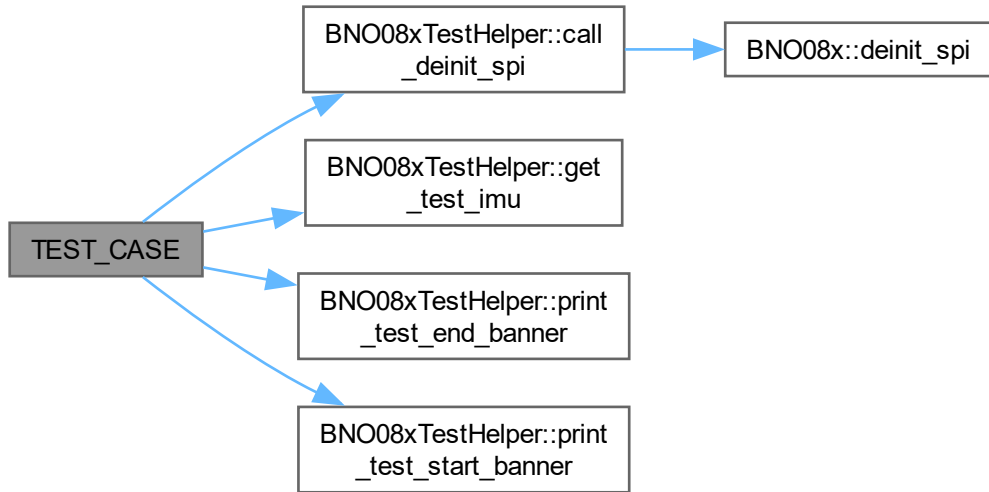 BNO08xTestHelper::call
_deinit_spi
BNO08x::deinit_spi
BNO08xTestHelper::get
_test_imu
TEST_CASE
BNO08xTestHelper::print
_test_end_banner
BNO08xTestHelper::print
_test_start_banner